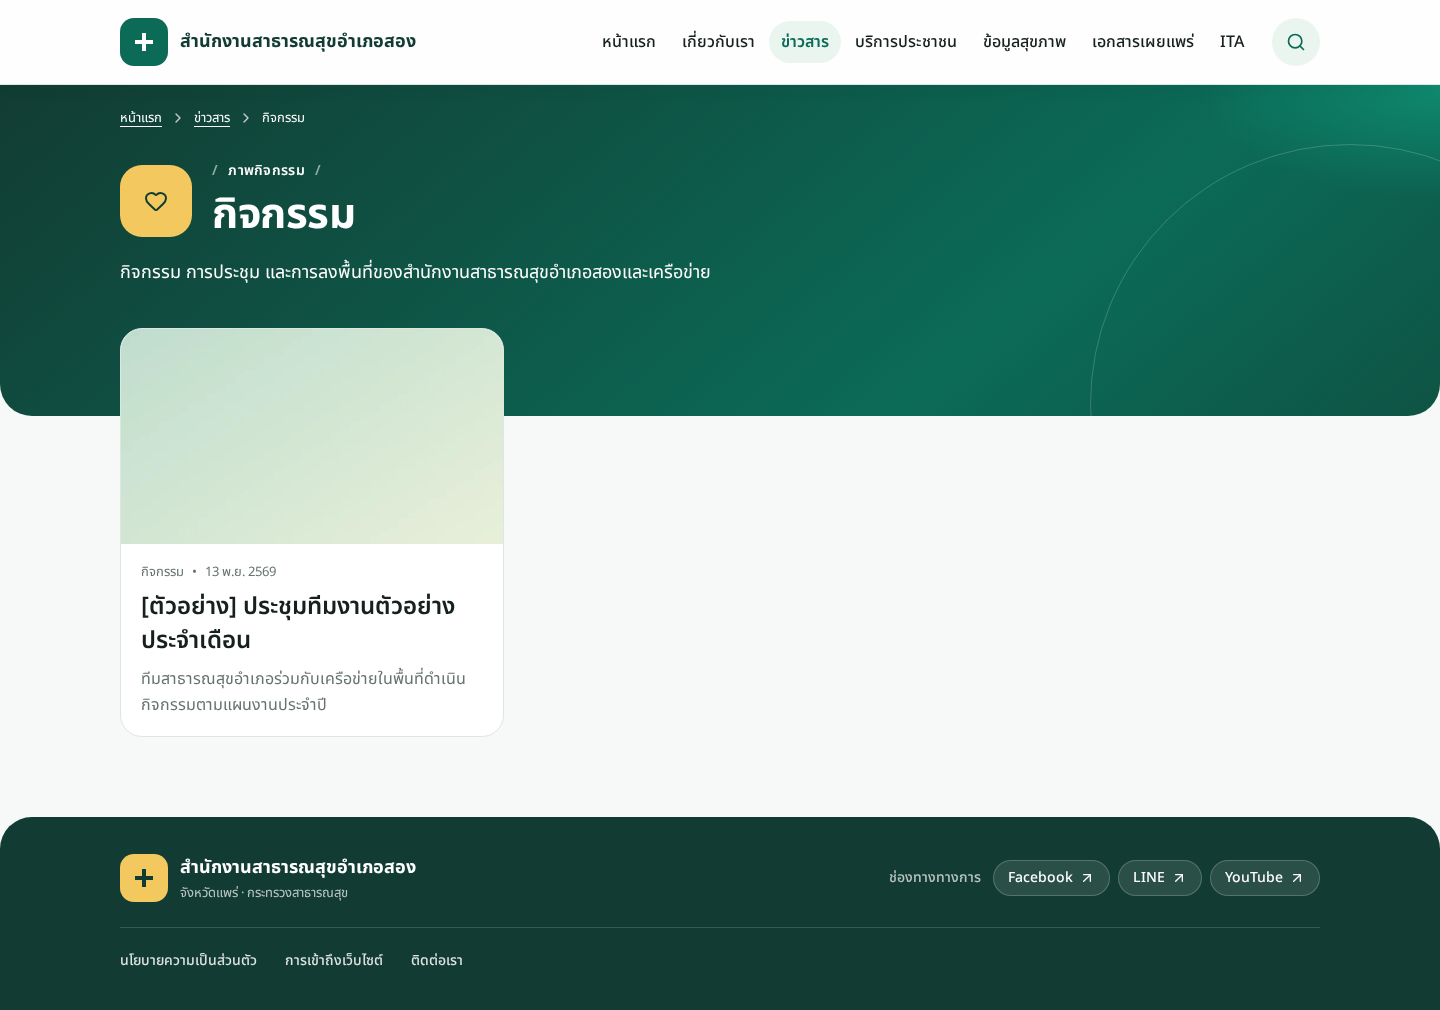 สำนักงานสาธารณสุขอำเภอสอง
หน้าแรก
เกี่ยวกับเรา
ข่าวสาร
บริการประชาชน
ข้อมูลสุขภาพ
เอกสารเผยแพร่
ITA
หน้าแรก > ข่าวสาร > กิจกรรม
/ ภาพกิจกรรม /
กิจกรรม
กิจกรรม การประชุม และการลงพื้นที่ของสำนักงานสาธารณสุขอำเภอสองและเครือข่าย
กิจกรรม • 13 พ.ย. 2569
[ตัวอย่าง] ประชุมทีมงานตัวอย่าง
ประจำเดือน
ทีมสาธารณสุขอำเภอร่วมกับเครือข่ายในพื้นที่ดำเนิน
กิจกรรมตามแผนงานประจำปี
สำนักงานสาธารณสุขอำเภอสอง
จังหวัดแพร่ · กระทรวงสาธารณสุข
ช่องทางทางการ
Facebook
LINE
YouTube
นโยบายความเป็นส่วนตัว
การเข้าถึงเว็บไซต์
ติดต่อเรา